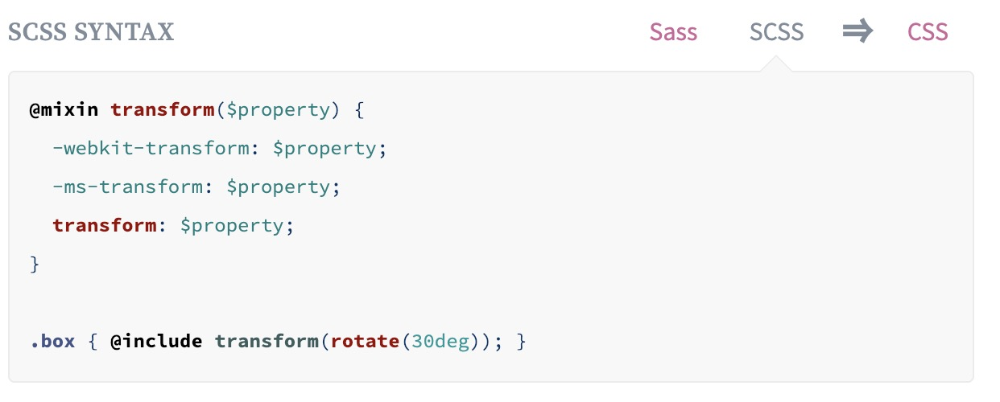 SCSS SYNTAX Sass SCSS ⇒ CSS
@mixin transform($property) {
  -webkit-transform: $property;
  -ms-transform: $property;
  transform: $property;
}
.box { @include transform(rotate(30deg)); }